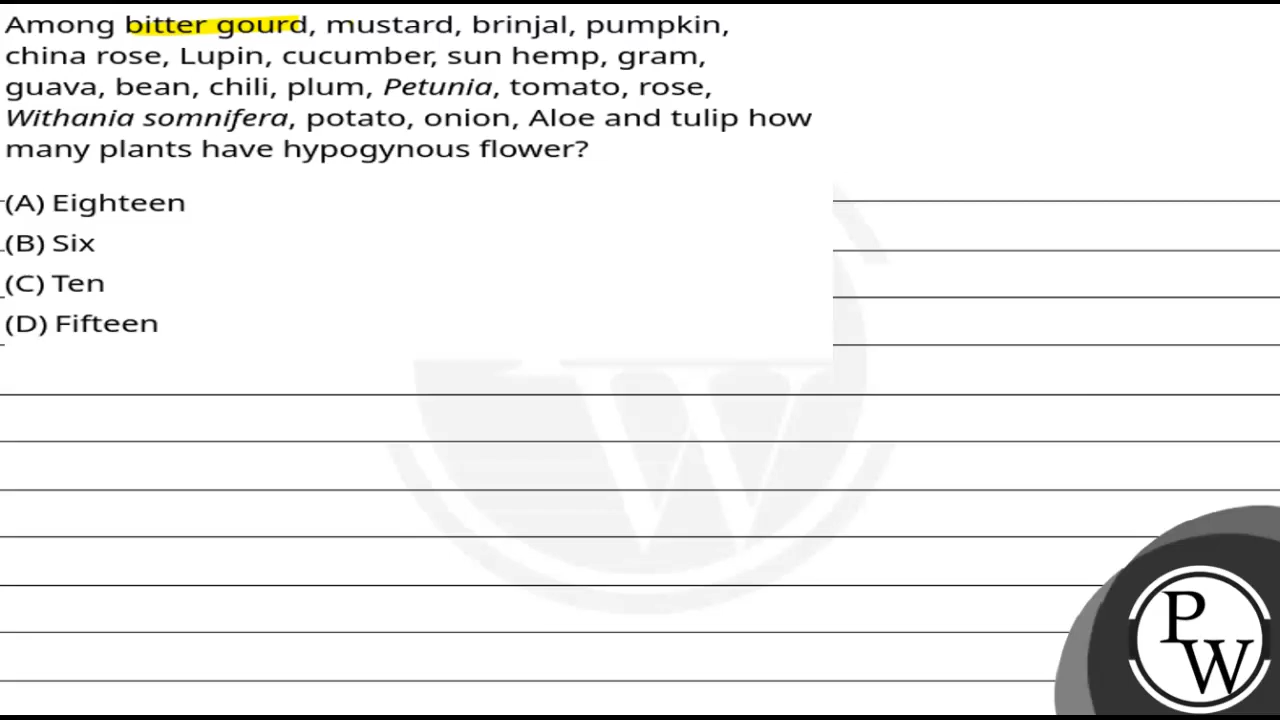 Among bitter gourd, mustard, brinjal, pumpkin,
china rose, Lupin, cucumber, sun hemp, gram,
guava, bean, chili, plum, Petunia, tomato, rose,
Withania somnifera, potato, onion, Aloe and tulip how
many plants have hypogynous flower?
(A) Eighteen
(B) Six
(C) Ten
(D) Fifteen
W
P
W